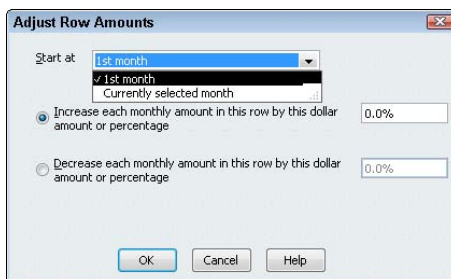 Adjust Row Amounts
Start at
1st month
✓ 1st month
Currently selected month
Increase each monthly amount in this row by this dollar
amount or percentage
0.0%
Decrease each monthly amount in this row by this dollar
amount or percentage
0.0%
OK Cancel Help